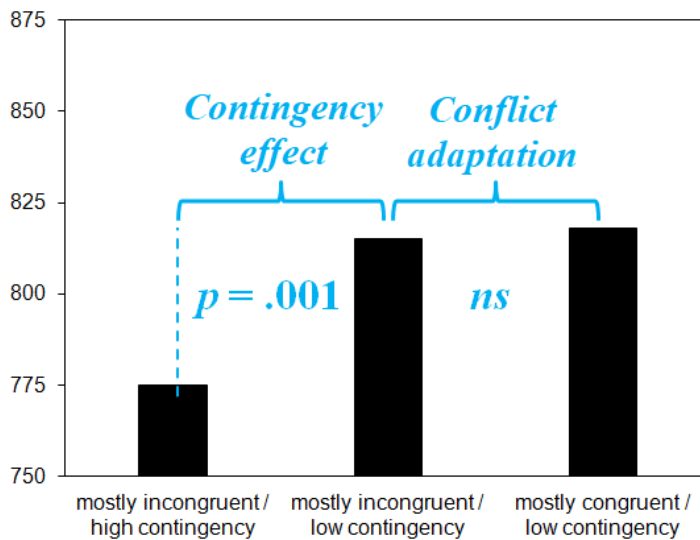 875
850
825
800
775
750
Contingency
effect
Conflict
adaptation
p = .001
ns
mostly incongruent /
high contingency
mostly incongruent /
low contingency
mostly congruent /
low contingency